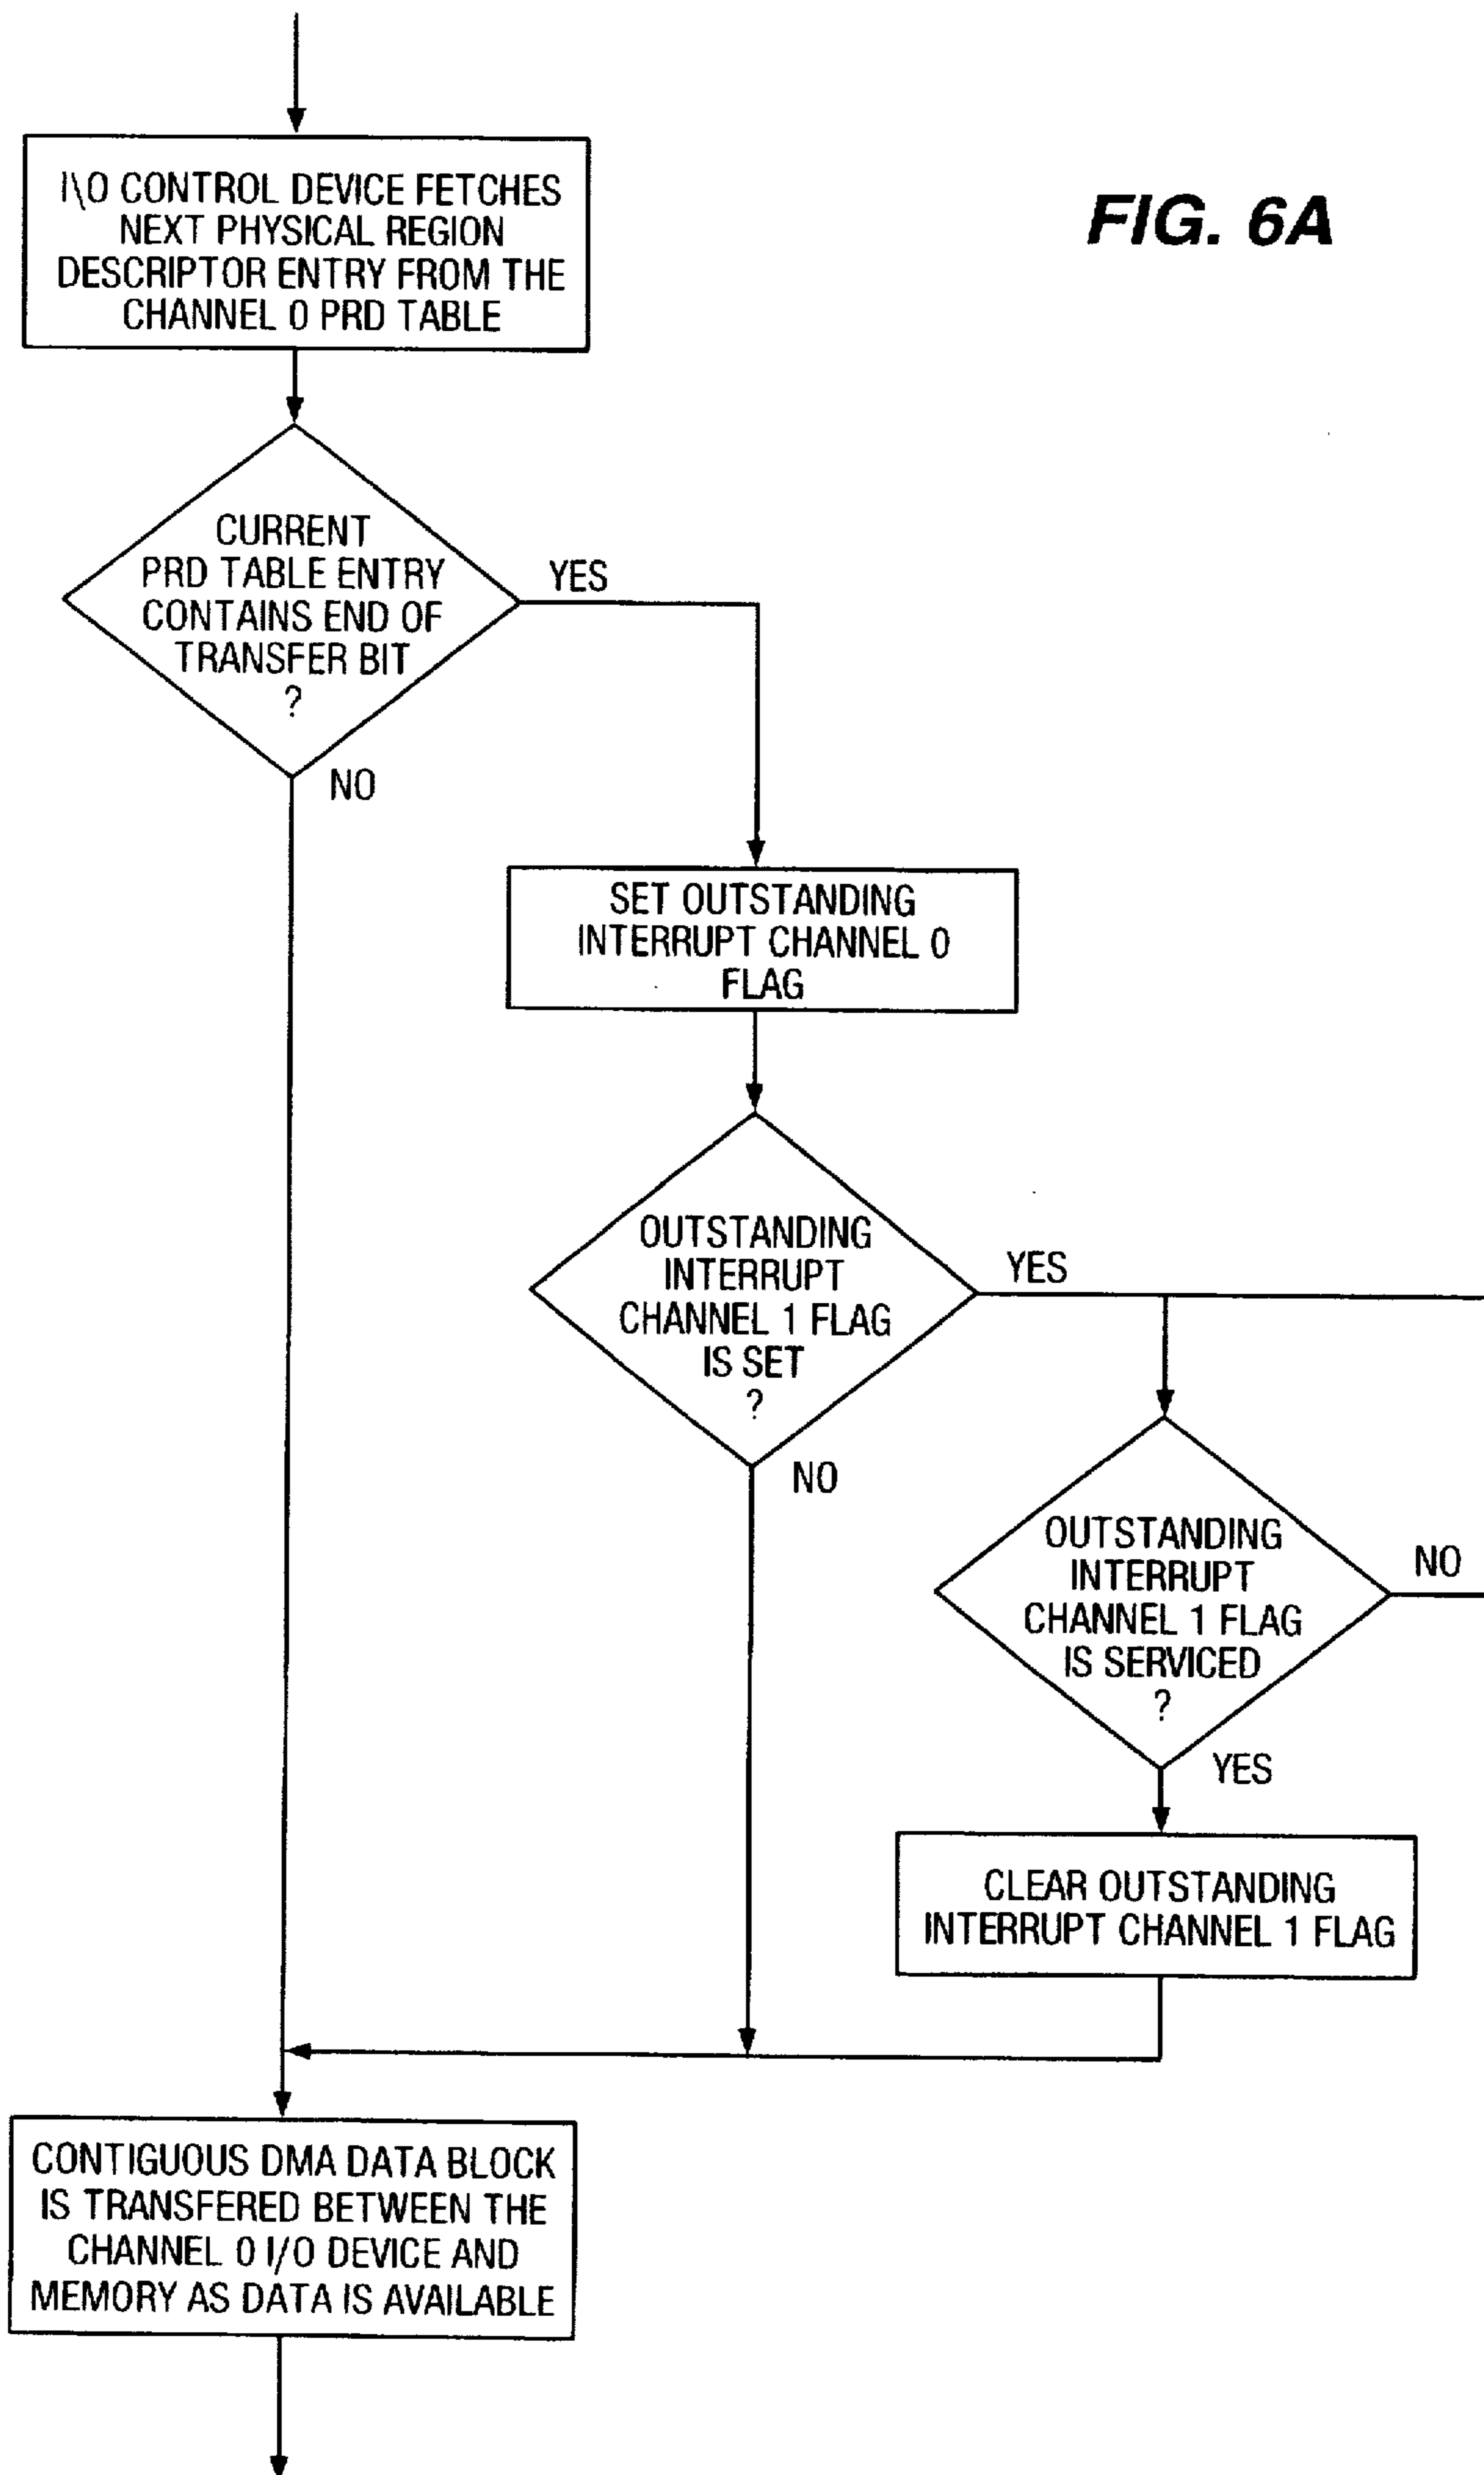 FIG. 6A
I\O CONTROL DEVICE FETCHES
NEXT PHYSICAL REGION
DESCRIPTOR ENTRY FROM THE
CHANNEL 0 PRD TABLE
CURRENT
PRD TABLE ENTRY
CONTAINS END OF
TRANSFER BIT
?
YES
NO
SET OUTSTANDING
INTERRUPT CHANNEL 0
FLAG
OUTSTANDING
INTERRUPT
CHANNEL 1 FLAG
IS SET
?
YES
NO
OUTSTANDING
INTERRUPT
CHANNEL 1 FLAG
IS SERVICED
?
NO
YES
CLEAR OUTSTANDING
INTERRUPT CHANNEL 1 FLAG
CONTIGUOUS DMA DATA BLOCK
IS TRANSFERED BETWEEN THE
CHANNEL 0 I/O DEVICE AND
MEMORY AS DATA IS AVAILABLE